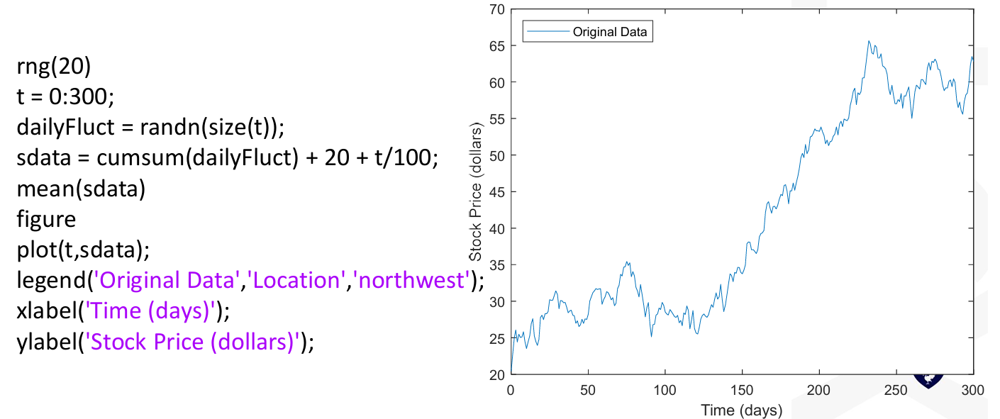 rng(20)
t = 0:300;
dailyFluct = randn(size(t));
sdata = cumsum(dailyFluct) + 20 + t/100;
mean(sdata)
figure
plot(t,sdata);
legend('Original Data','Location','northwest');
xlabel('Time (days)');
ylabel('Stock Price (dollars)');
Original Data
70
65
60
55
50
45
40
35
30
25
20
Stock Price (dollars)
0 50 100 150 200 250 300
Time (days)